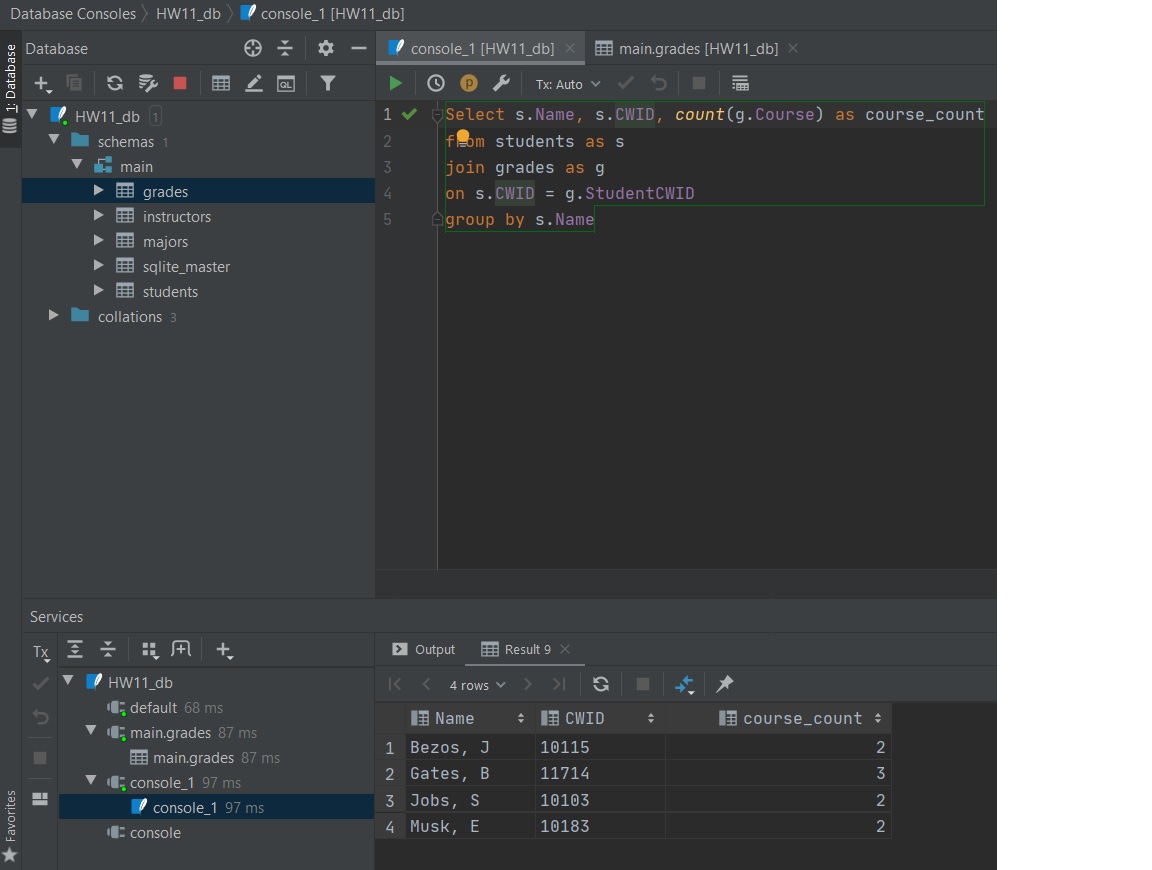 Database Consoles HW11_db console_1 [HW11_db]
1: Database
Database
console_1 [HW11_db]
main.grades [HW11_db]
QL
p
Tx: Auto
HW11_db 1
schemas 1
main
grades
instructors
majors
sqlite_master
students
collations 3
1 Select s.Name, s.CWID, count(g.Course) as course_count
2 from students as s
3 join grades as g
4 on s.CWID = g.StudentCWID
5 group by s.Name
Services
Tx
HW11_db
default 68 ms
main.grades 87 ms
main.grades 87 ms
console_1 97 ms
console_1 97 ms
console
Favorites
Output
Result 9
4 rows
Name CWID course_count
1 Bezos, J 10115 2
2 Gates, B 11714 3
3 Jobs, S 10103 2
4 Musk, E 10183 2